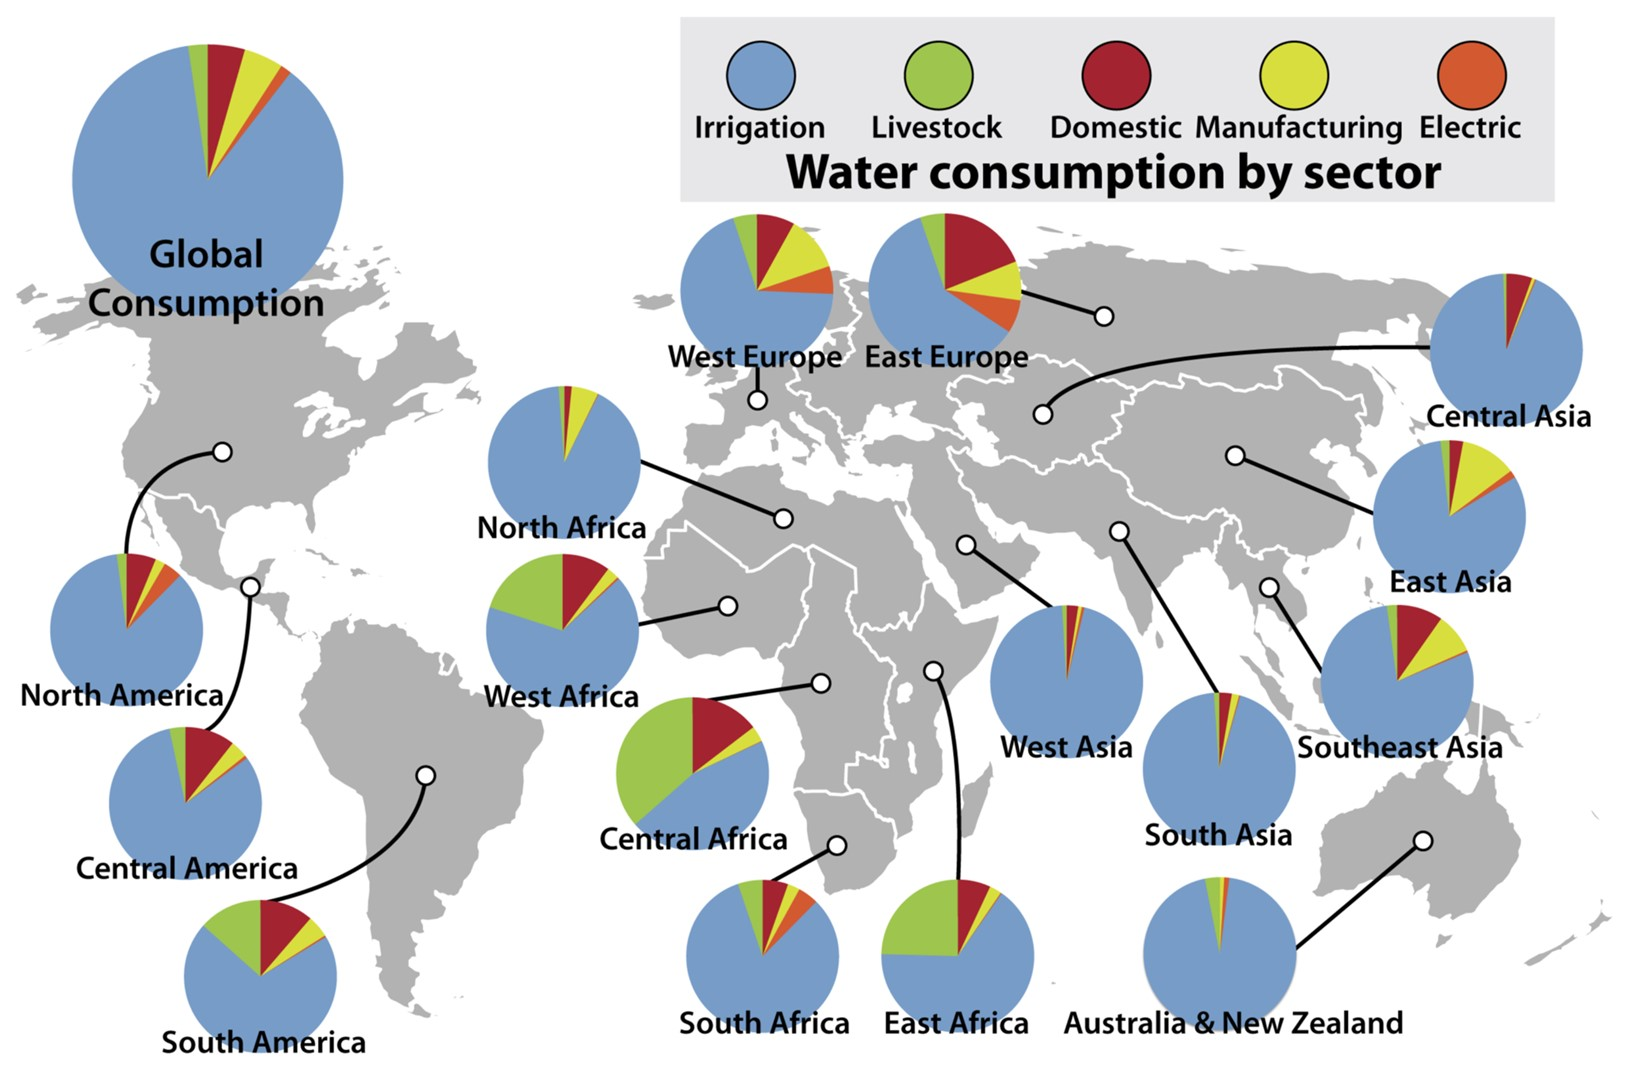 Irrigation
Livestock
Domestic
Manufacturing
Electric
Water consumption by sector
Global
Consumption
West Europe
East Europe
Central Asia
North Africa
East Asia
North America
West Africa
West Asia
Southeast Asia
Central America
Central Africa
South Asia
South America
South Africa
East Africa
Australia & New Zealand